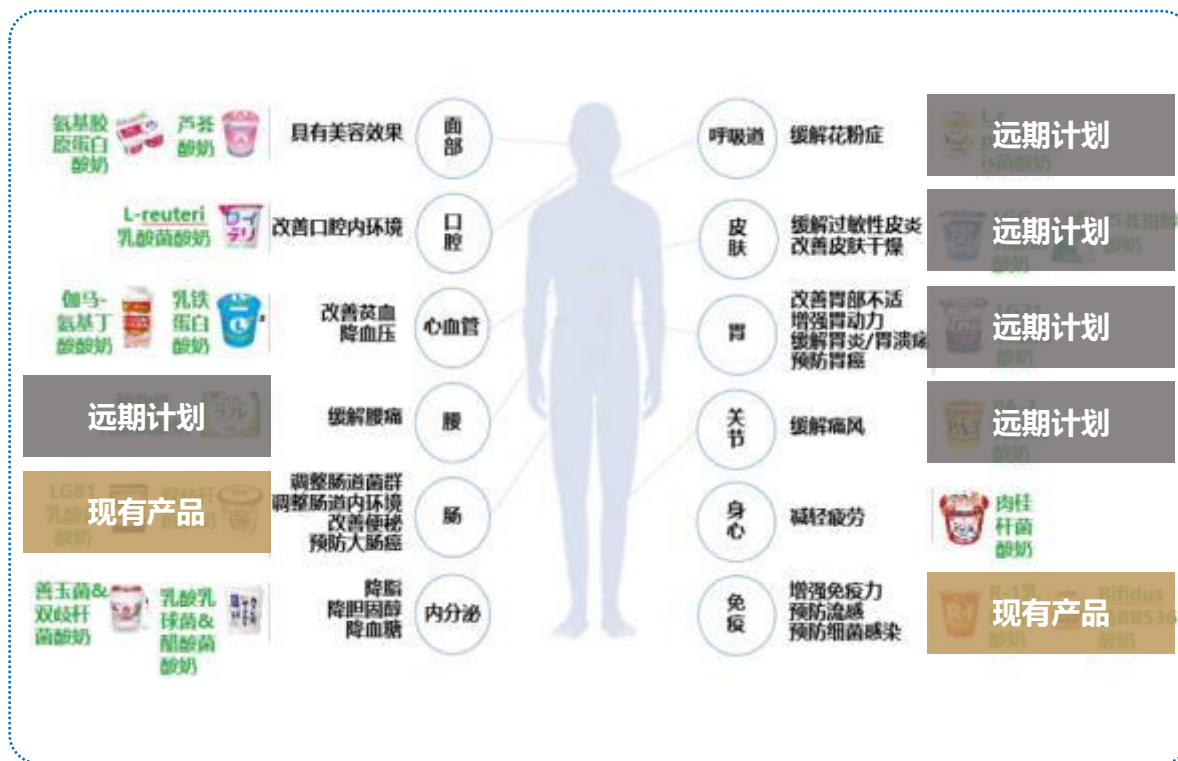 氨基胶
原蛋白
酸奶
芦荟
酸奶
具有美容效果
面
部
L-reuteri
乳酸菌酸奶
改善口腔内环境
口
腔
伽马-
氨基丁
酸酸奶
乳铁
蛋白
酸奶
改善贫血
降血压
心血管
远期计划
缓解腰痛
腰
现有产品
调整肠道菌群
调整肠道内环境
改善便秘
预防大肠癌
肠
善玉菌&
双歧杆
菌酸奶
乳酸乳
球菌&
醋酸菌
酸奶
降脂
降胆固醇
降血糖
内分泌
呼吸道
缓解花粉症
远期计划
皮
肤
缓解过敏性皮炎
改善皮肤干燥
远期计划
胃
改善胃部不适
增强胃动力
缓解胃炎/胃溃疡
预防胃癌
远期计划
关
节
缓解痛风
远期计划
身
心
减轻疲劳
肉桂
杆菌
酸奶
免
疫
增强免疫力
预防流感
预防细菌感染
现有产品
R-1乳
Bifidus
BB536
酸奶